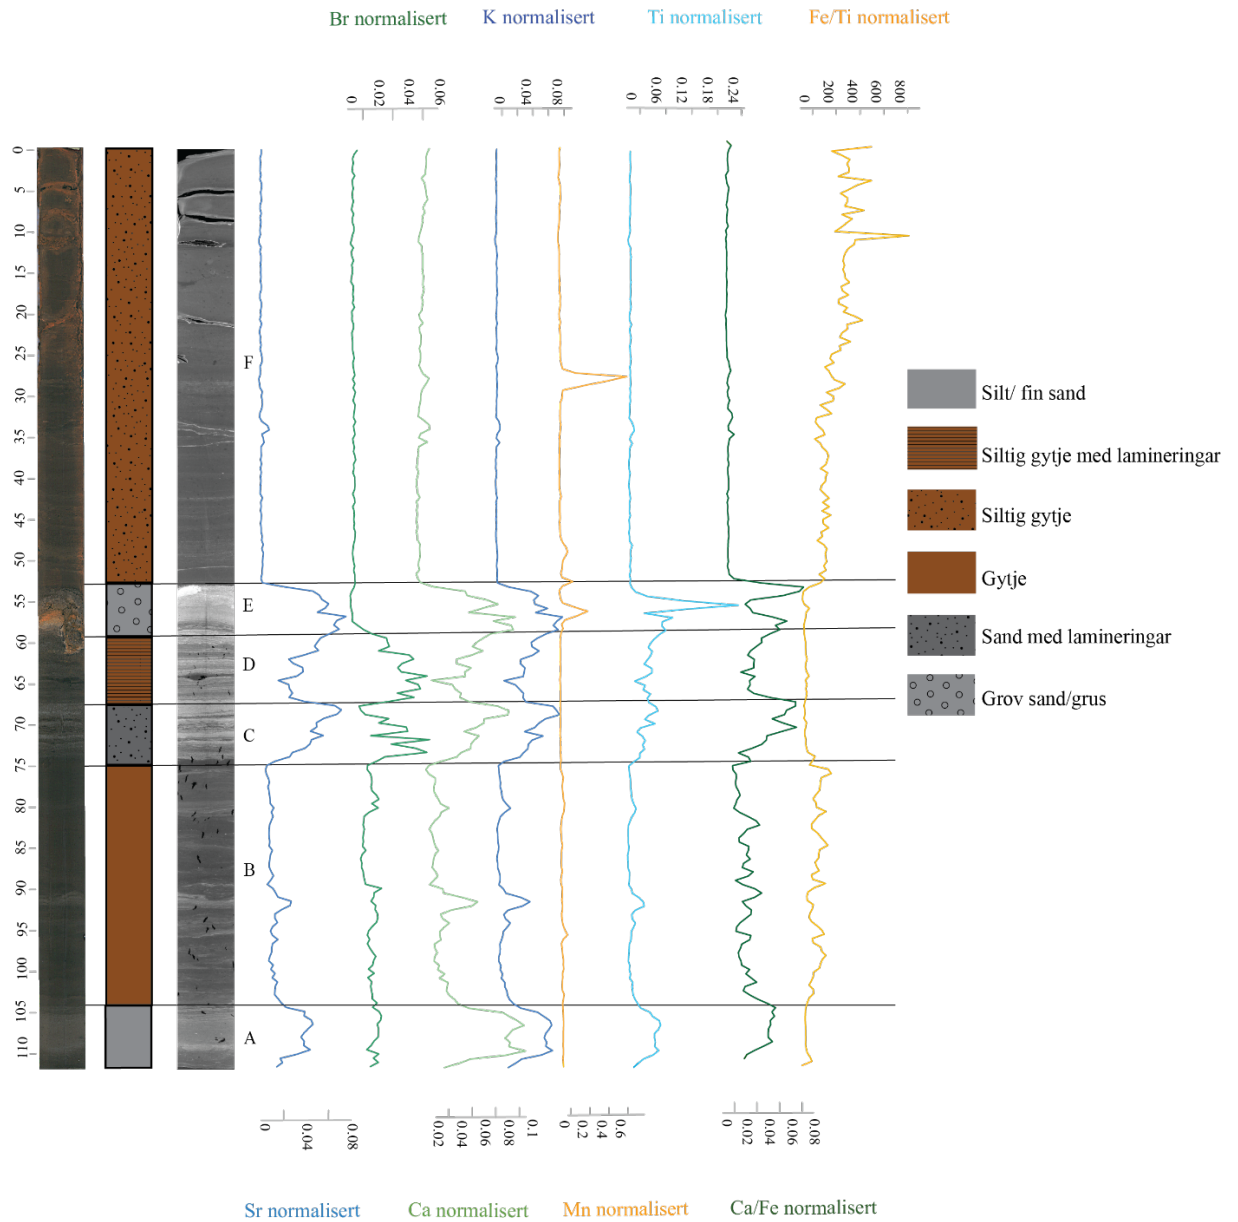 Br normalisert K normalisert Ti normalisert Fe/Ti normalisert
0 0.02 0.04 0.06 0 0.04 0.08 0 0.06 0.12 0.18 0.24 0 200 400 600 800
0
5
10
15
20
25
F
30
Silt/ fin sand
35
Siltig gytje med lamineringar
40
45
Siltig gytje
50
Gytje
55
E
60
Sand med lamineringar
D
65
Grov sand/grus
70
C
75
80
85
B
90
95
100
105
A
110
0 0.04 0.08 0.02 0.04 0.06 0.08 0.1 0 0.2 0.4 0.6 0 0.02 0.04 0.06 0.08
Sr normalisert Ca normalisert Mn normalisert Ca/Fe normalisert